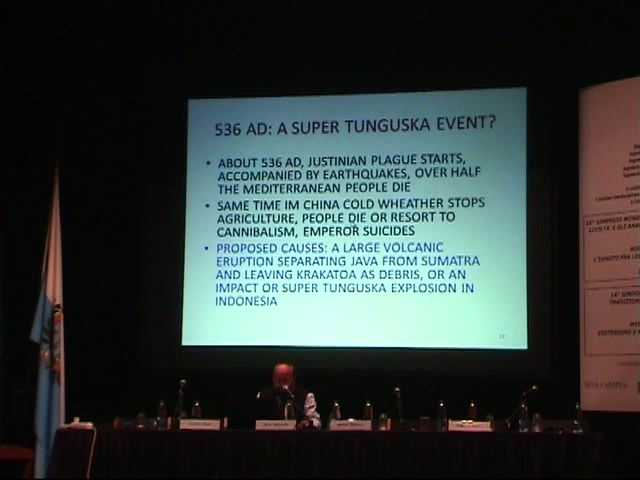 536 AD: A SUPER TUNGUSKA EVENT?
• ABOUT 536 AD, JUSTINIAN PLAGUE STARTS,
ACCOMPANIED BY EARTHQUAKES, OVER HALF
THE MEDITERRANEAN PEOPLE DIE
• SAME TIME IM CHINA COLD WHEATHER STOPS
AGRICULTURE, PEOPLE DIE OR RESORT TO
CANNIBALISM, EMPEROR SUICIDES
• PROPOSED CAUSES: A LARGE VOLCANIC
ERUPTION SEPARATING JAVA FROM SUMATRA
AND LEAVING KRAKATOA AS DEBRIS, OR AN
IMPACT OR SUPER TUNGUSKA EXPLOSION IN
INDONESIA